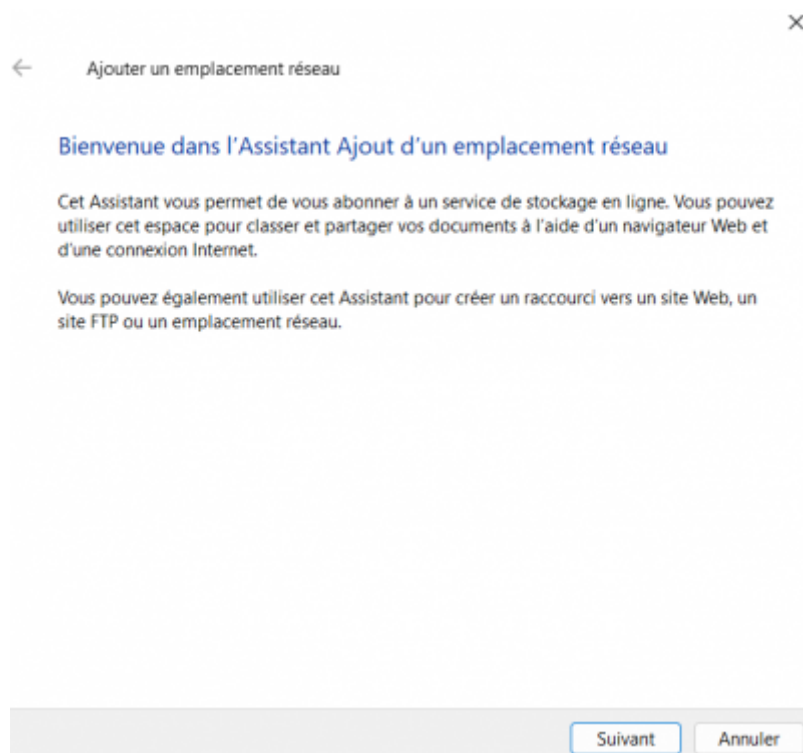 Ajouter un emplacement réseau
Bienvenue dans l'Assistant Ajout d'un emplacement réseau
Cet Assistant vous permet de vous abonner à un service de stockage en ligne. Vous pouvez
utiliser cet espace pour classer et partager vos documents à l'aide d'un navigateur Web et
d'une connexion Internet.
Vous pouvez également utiliser cet Assistant pour créer un raccourci vers un site Web, un
site FTP ou un emplacement réseau.
Suivant Annuler